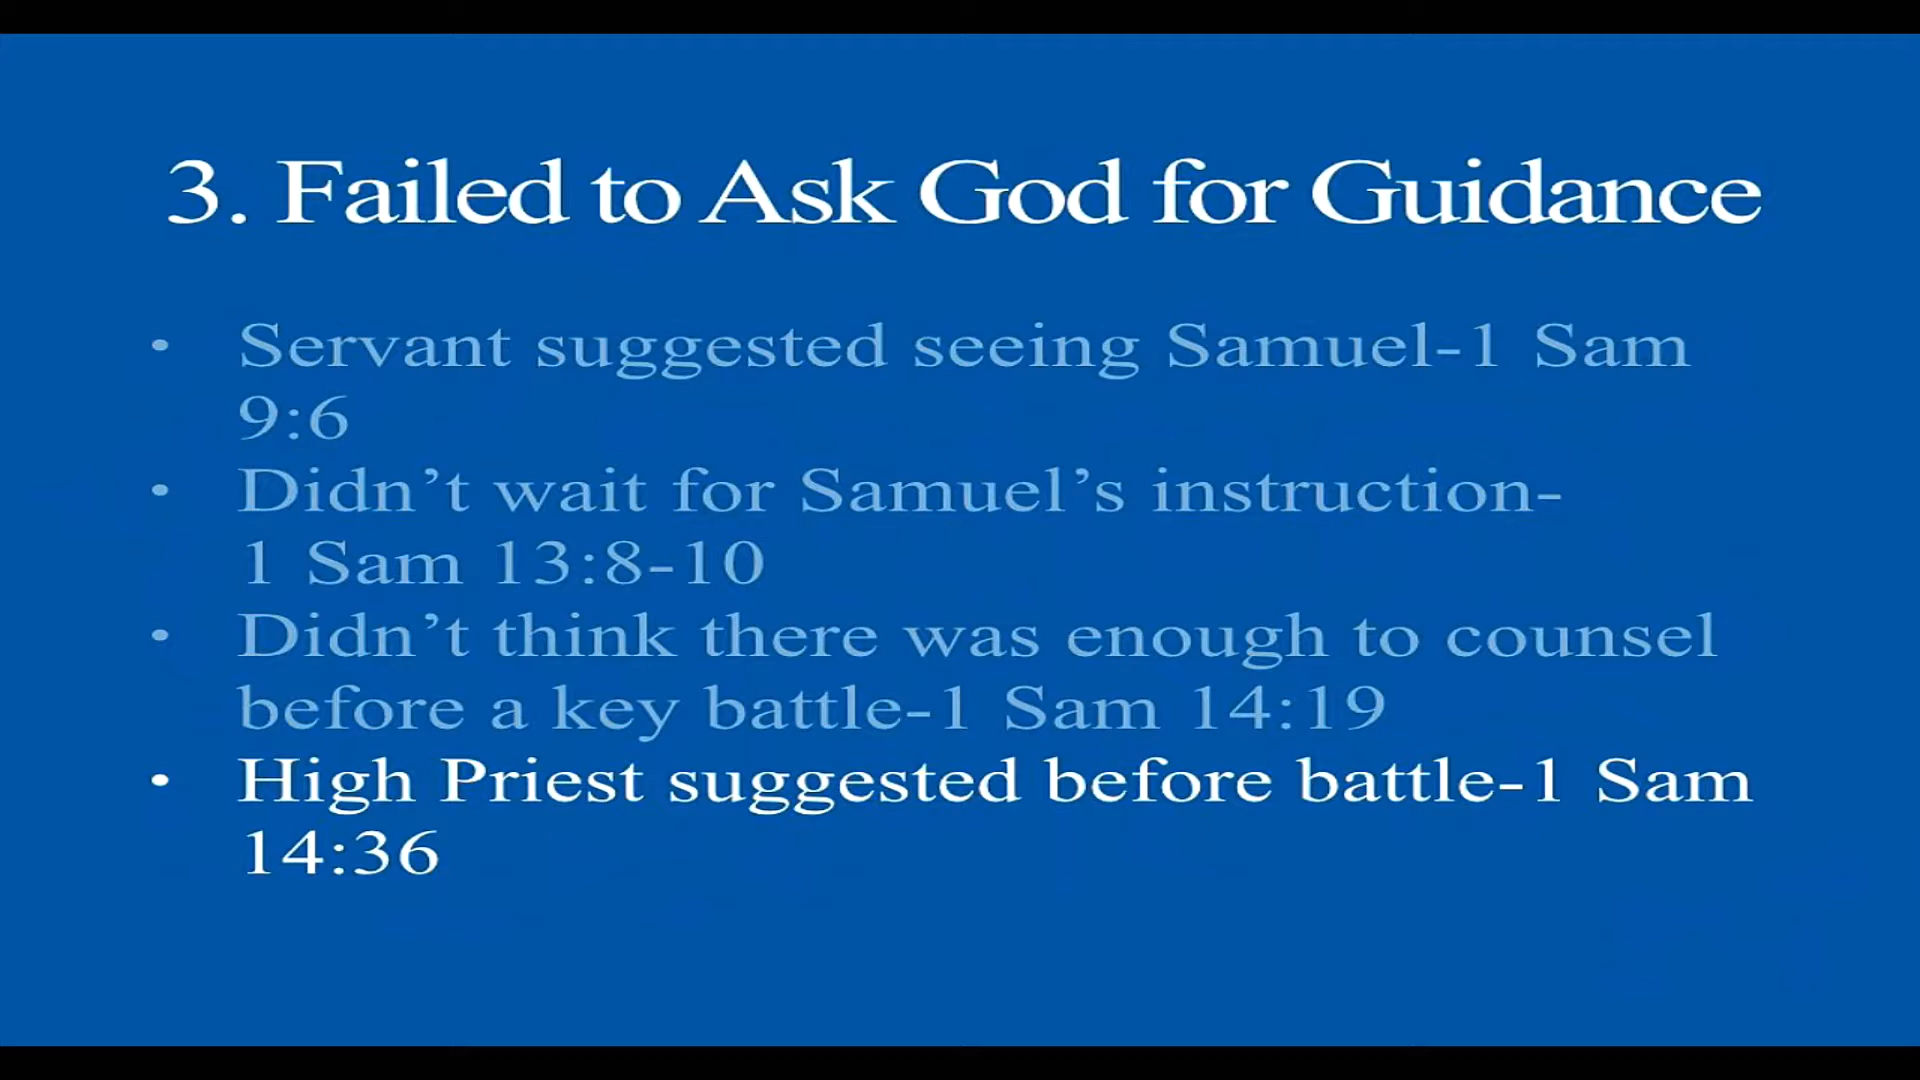 3. Failed to Ask God for Guidance
• Servant suggested seeing Samuel-1 Sam
9:6
• Didn’t wait for Samuel’s instruction-
1 Sam 13:8-10
• Didn’t think there was enough to counsel
before a key battle-1 Sam 14:19
• High Priest suggested before battle-1 Sam
14:36